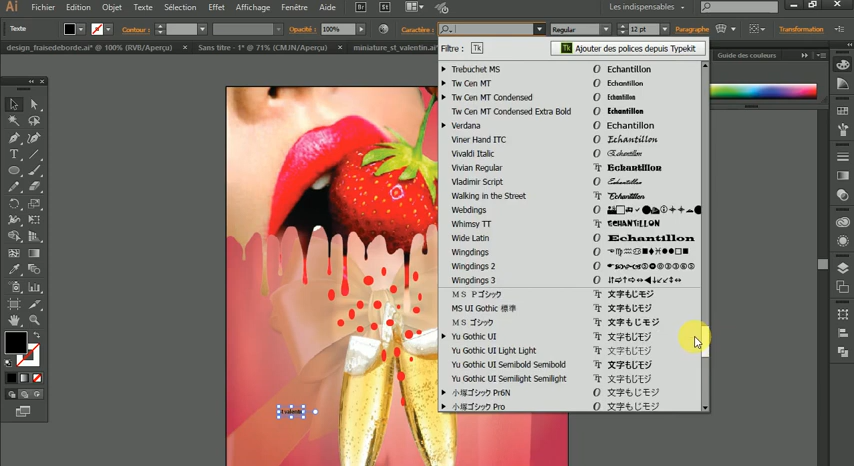 Ai Fichier Edition Objet Texte Sélection Effet Affichage Fenêtre Aide Br St Les indispensables
Texte Contour : Opacité : 100% Caractère : Regular 12 pt Paragraphe Transformation
Filtre : Tk Tk Ajouter des polices depuis Typekit
design_fraisedeborde.ai* @ 100% (RVB/Aperçu) Sans titre - 1* @ 71% (CMJN/Aperçu) miniature_st_valentin.ai*
Guide des couleurs
Trebuchet MS Echantillon
Tw Cen MT Echantillon
Tw Cen MT Condensed Echantillon
Tw Cen MT Condensed Extra Bold Echantillon
Verdana Echantillon
Viner Hand ITC Echantillon
Vivaldi Italic Echantillon
Vivian Regular Echantillon
Vladimir Script Echantillon
Walking in the Street Echantillon
Webdings
Whimsy TT ECHANTILLON
Wide Latin Echantillon
Wingdings
Wingdings 2
Wingdings 3
ＭＳ Ｐゴシック 文字もじモジ
MS UI Gothic 標準 文字もじモジ
ＭＳ ゴシック 文字もじモジ
Yu Gothic UI 文字もじモジ
Yu Gothic UI Light Light 文字もじモジ
Yu Gothic UI Semibold Semibold 文字もじモジ
Yu Gothic UI Semilight Semilight 文字もじモジ
小塚ゴシック Pr6N 文字もじモジ
小塚ゴシック Pro 文字もじモジ